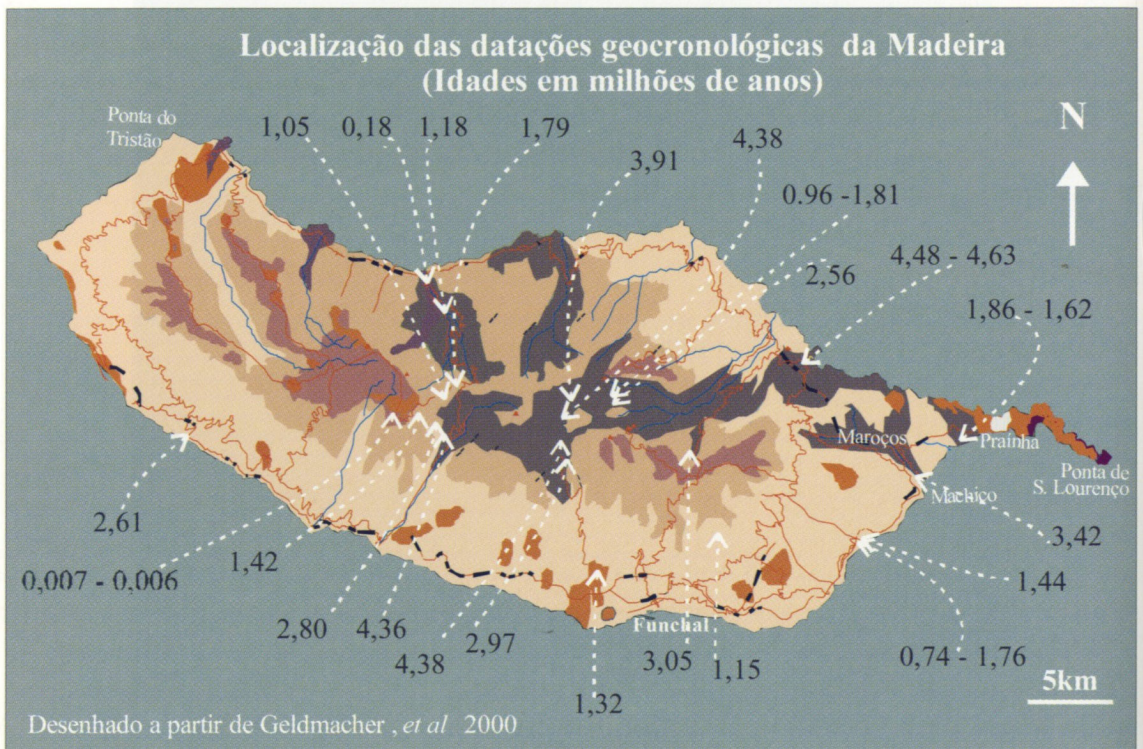 Localização das datações geocronológicas da Madeira
(Idades em milhões de anos)
Ponta do
Tristão
1,05
0,18
1,18
1,79
3,91
4,38
0.96 -1,81
2,56
4,48 - 4,63
1,86 - 1,62
N
Maroços
Praínha
Ponta de
S. Lourenço
Machico
2,61
0,007 - 0,006
1,42
2,80
4,36
4,38
2,97
1,32
Funchal
3,05
1,15
0,74 - 1,76
1,44
3,42
5km
Desenhado a partir de Geldmacher , et al 2000